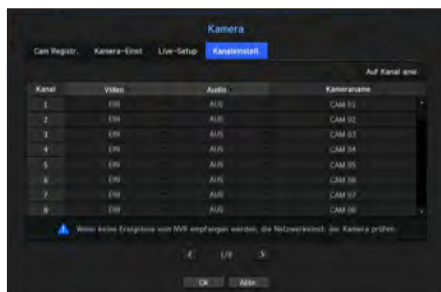 Kamera
Cam Registr. Kamera-Einst Live-Setup Kanaleinstell.
Auf Kanal anw.
Kanal Video Audio Kameraname
1 EIN AUS CAM 01
2 EIN AUS CAM 02
3 EIN AUS CAM 03
4 EIN AUS CAM 04
5 EIN AUS CAM 05
6 EIN AUS CAM 06
7 EIN AUS CAM 07
8 EIN AUS CAM 08
Wenn keine Ereignisse vom NVR empfangen werden, die Netzwerkeinst. der Kamera prüfen.
< 1/8 >
OK Abbr.